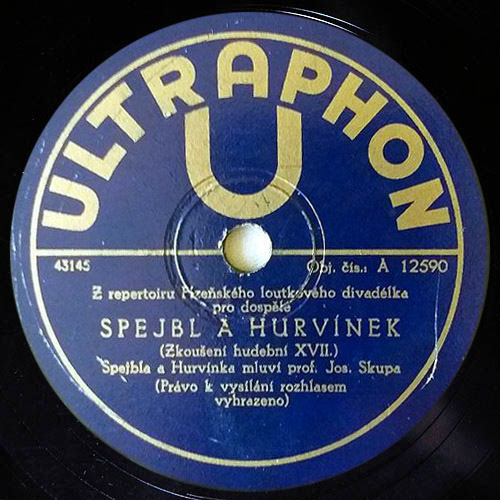 ULTRAPHON
U
43145
Obj. čís.: A 12590
Z repertoiru Plzeňského loutkového divadélka
pro dospělé
SPEJBL A HURVÍNEK
(Zkoušení hudební XVII.)
Spejbla a Hurvínka mluví prof. Jos. Skupa
(Právo k vysílání rozhlasem
vyhrazeno)